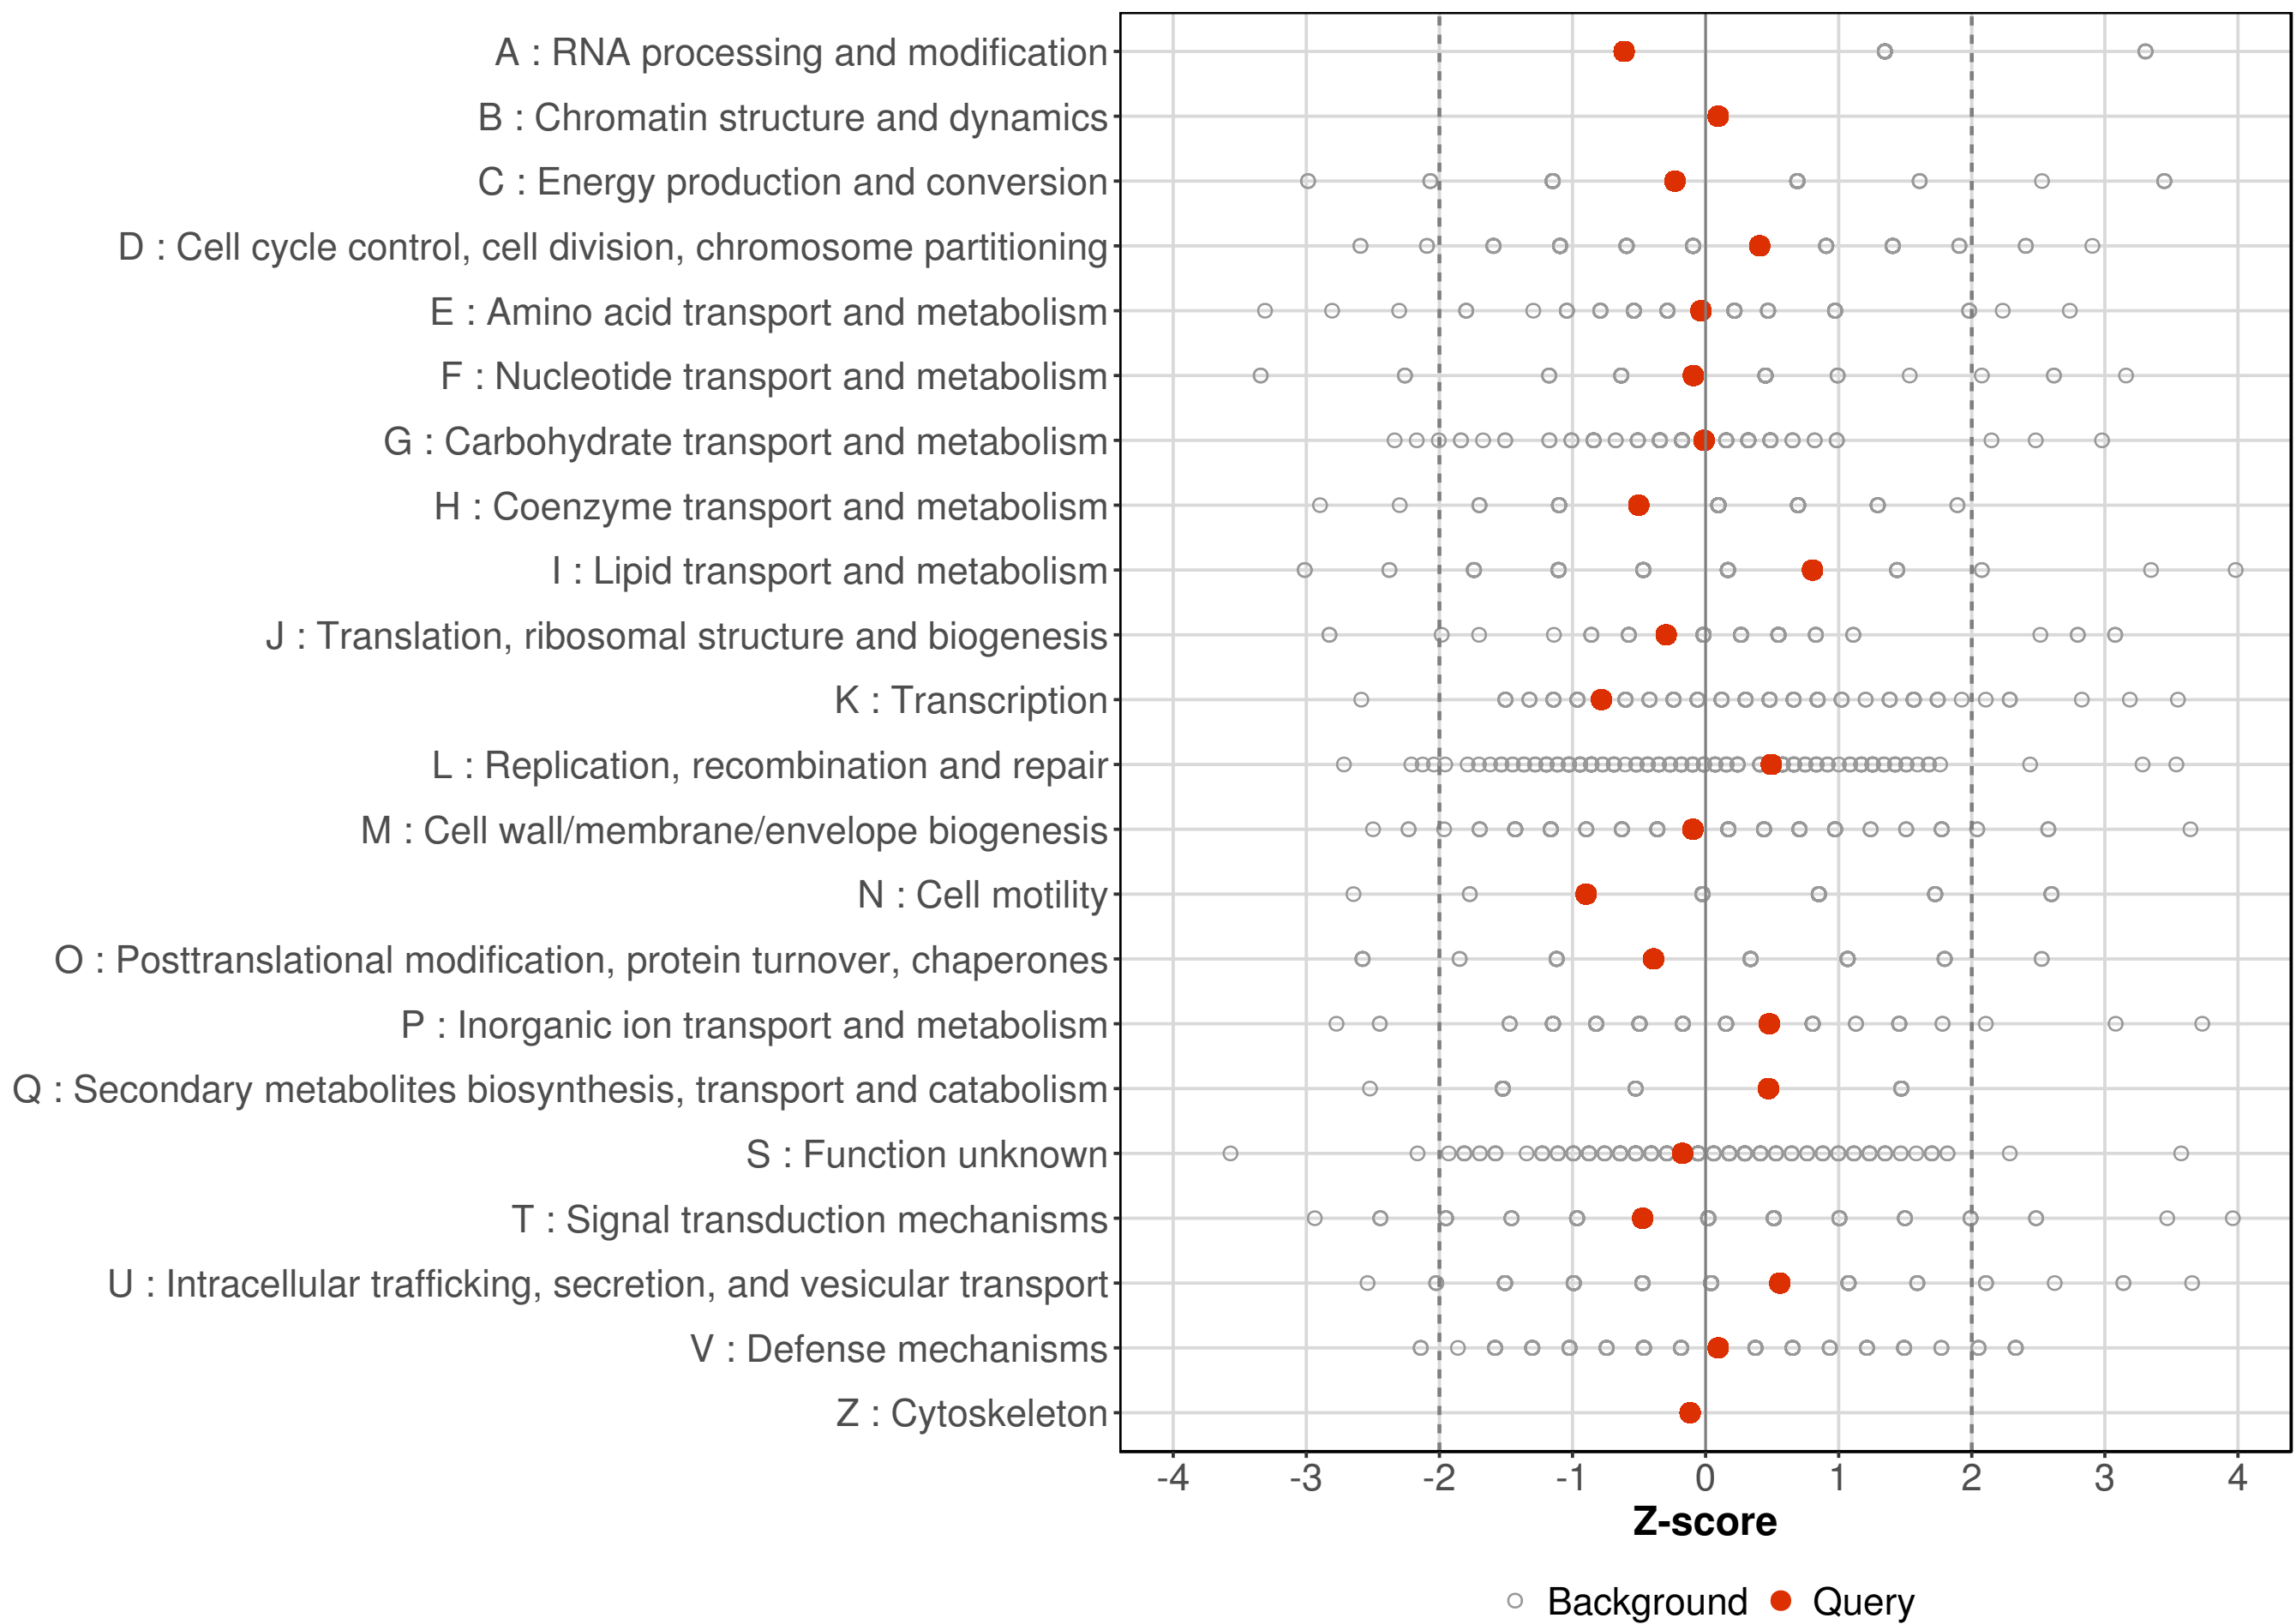 A : RNA processing and modification
B : Chromatin structure and dynamics
C : Energy production and conversion
D : Cell cycle control, cell division, chromosome partitioning
E : Amino acid transport and metabolism
F : Nucleotide transport and metabolism
G : Carbohydrate transport and metabolism
H : Coenzyme transport and metabolism
I : Lipid transport and metabolism
J : Translation, ribosomal structure and biogenesis
K : Transcription
L : Replication, recombination and repair
M : Cell wall/membrane/envelope biogenesis
N : Cell motility
O : Posttranslational modification, protein turnover, chaperones
P : Inorganic ion transport and metabolism
Q : Secondary metabolites biosynthesis, transport and catabolism
S : Function unknown
T : Signal transduction mechanisms
U : Intracellular trafficking, secretion, and vesicular transport
V : Defense mechanisms
Z : Cytoskeleton
-4 -3 -2 -1 0 1 2 3 4
Z-score
Background Query